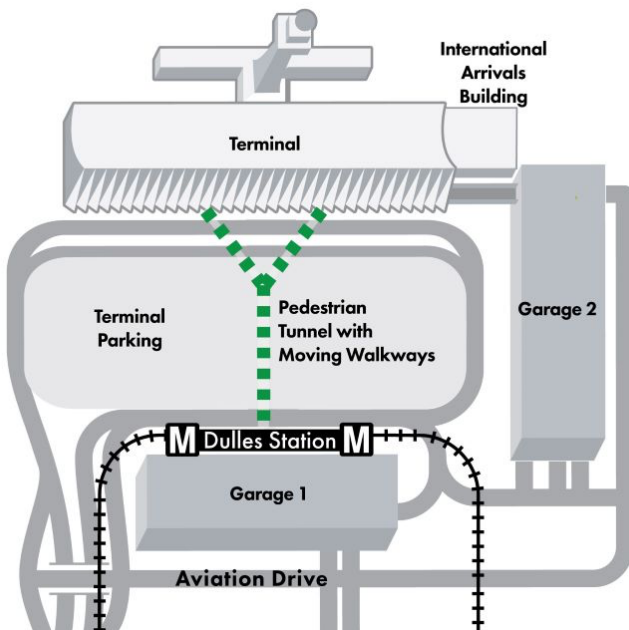 International
Arrivals
Building
Terminal
Pedestrian
Tunnel with
Moving Walkways
Terminal
Parking
Garage 2
M Dulles Station M
Garage 1
Aviation Drive